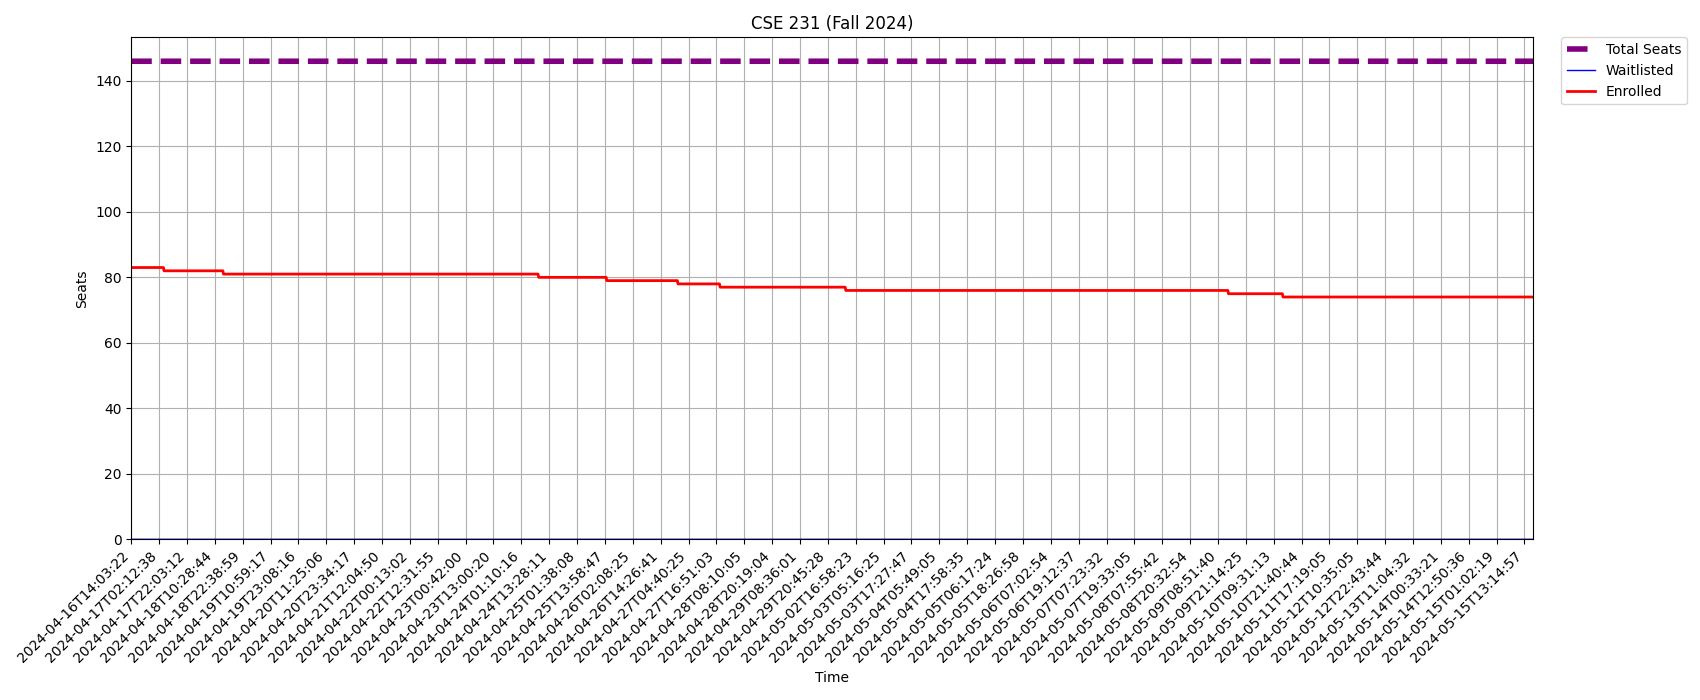 CSE 231 (Fall 2024)
Total Seats
Waitlisted
Enrolled
Seats
140
120
100
80
60
40
20
0
2024-04-16T14:03:22
2024-04-17T02:12:38
2024-04-17T22:03:12
2024-04-18T10:28:44
2024-04-18T22:38:59
2024-04-19T10:59:17
2024-04-19T23:08:16
2024-04-20T11:25:06
2024-04-20T23:34:17
2024-04-21T12:04:50
2024-04-22T00:13:02
2024-04-22T12:31:55
2024-04-23T00:42:00
2024-04-23T13:00:20
2024-04-24T01:10:16
2024-04-24T13:28:11
2024-04-25T01:38:08
2024-04-25T13:58:47
2024-04-26T02:08:25
2024-04-26T14:26:41
2024-04-27T04:40:25
2024-04-27T16:51:03
2024-04-28T08:10:05
2024-04-28T20:19:04
2024-04-29T08:36:01
2024-04-29T20:45:28
2024-05-02T16:58:23
2024-05-03T05:16:25
2024-05-03T17:27:47
2024-05-04T05:49:05
2024-05-04T17:58:35
2024-05-05T06:17:24
2024-05-05T18:26:58
2024-05-06T07:02:54
2024-05-06T19:12:37
2024-05-07T07:23:32
2024-05-07T19:33:05
2024-05-08T07:55:42
2024-05-08T20:32:54
2024-05-09T08:51:40
2024-05-09T21:14:25
2024-05-10T09:31:13
2024-05-10T21:40:44
2024-05-11T17:19:05
2024-05-12T10:35:05
2024-05-12T22:43:44
2024-05-13T11:04:32
2024-05-14T00:33:21
2024-05-14T12:50:36
2024-05-15T01:02:19
2024-05-15T13:14:57
Time